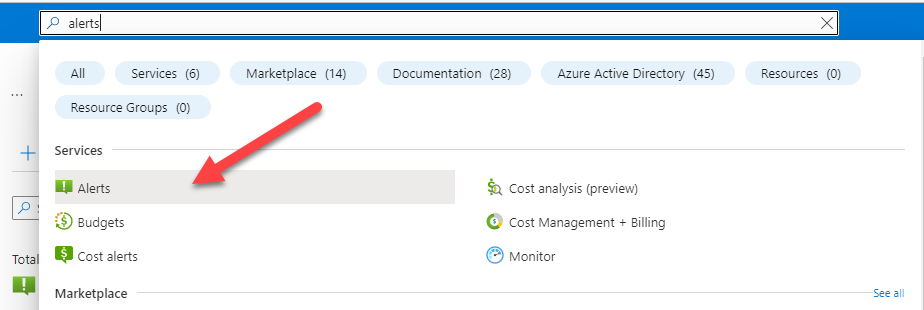 alerts
All Services (6) Marketplace (14) Documentation (28) Azure Active Directory (45) Resources (0)
...
Resource Groups (0)
Services
Alerts Cost analysis (preview)
Budgets Cost Management + Billing
Cost alerts Monitor
Total
Marketplace See all